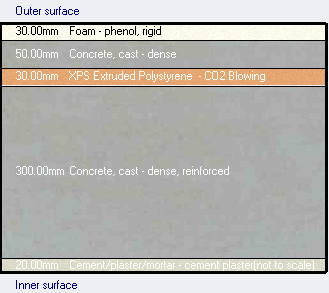 Outer surface
30.00mm Foam - phenol, rigid
50.00mm Concrete, cast - dense
30.00mm XPS Extruded Polystyrene - CO2 Blowing
300.00mm Concrete, cast - dense, reinforced
20.00mm Cement/plaster/mortar - cement plaster(not to scale)
Inner surface